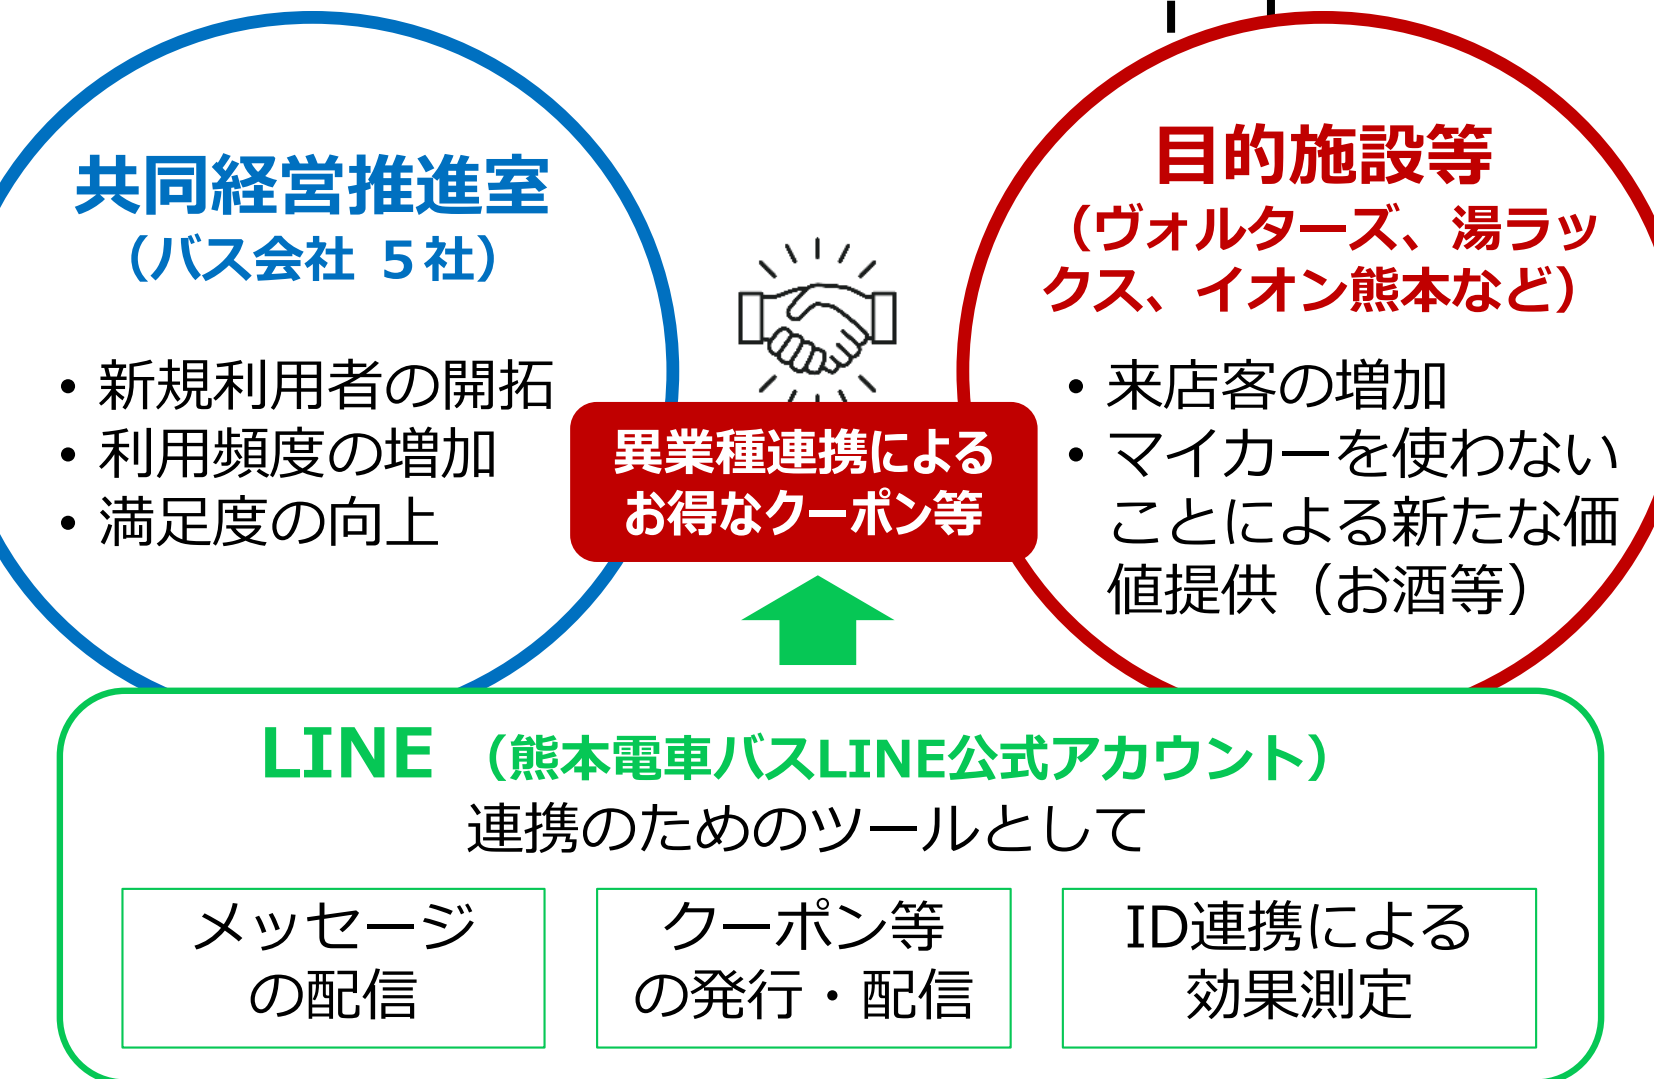 共同経営推進室
（バス会社 ５社）
・新規利用者の開拓
・利用頻度の増加
・満足度の向上
目的施設等
（ヴォルターズ、湯ラッ
クス、イオン熊本など）
・来店客の増加
・マイカーを使わない
ことによる新たな価
値提供（お酒等）
異業種連携による
お得なクーポン等
LINE （熊本電車バスLINE公式アカウント）
連携のためのツールとして
メッセージ
の配信
クーポン等
の発行・配信
ID連携による
効果測定